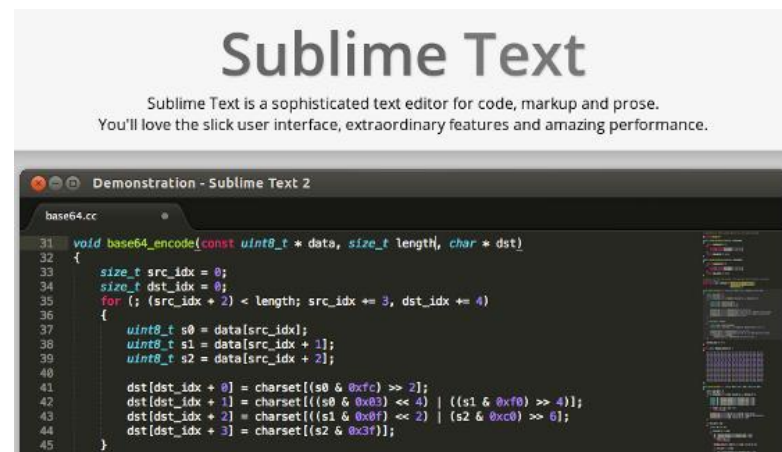 Sublime Text
Sublime Text is a sophisticated text editor for code, markup and prose.
You'll love the slick user interface, extraordinary features and amazing performance.
Demonstration - Sublime Text 2
base64.cc
31 void base64_encode(const uint8_t * data, size_t length, char * dst)
32 {
33     size_t src_idx = 0;
34     size_t dst_idx = 0;
35     for (; (src_idx + 2) < length; src_idx += 3, dst_idx += 4)
36     {
37         uint8_t s0 = data[src_idx];
38         uint8_t s1 = data[src_idx + 1];
39         uint8_t s2 = data[src_idx + 2];
40
41         dst[dst_idx + 0] = charset[(s0 & 0xfc) >> 2];
42         dst[dst_idx + 1] = charset[((s0 & 0x03) << 4) | ((s1 & 0xf0) >> 4)];
43         dst[dst_idx + 2] = charset[((s1 & 0x0f) << 2) | (s2 & 0xc0) >> 6];
44         dst[dst_idx + 3] = charset[(s2 & 0x3f)];
45     }